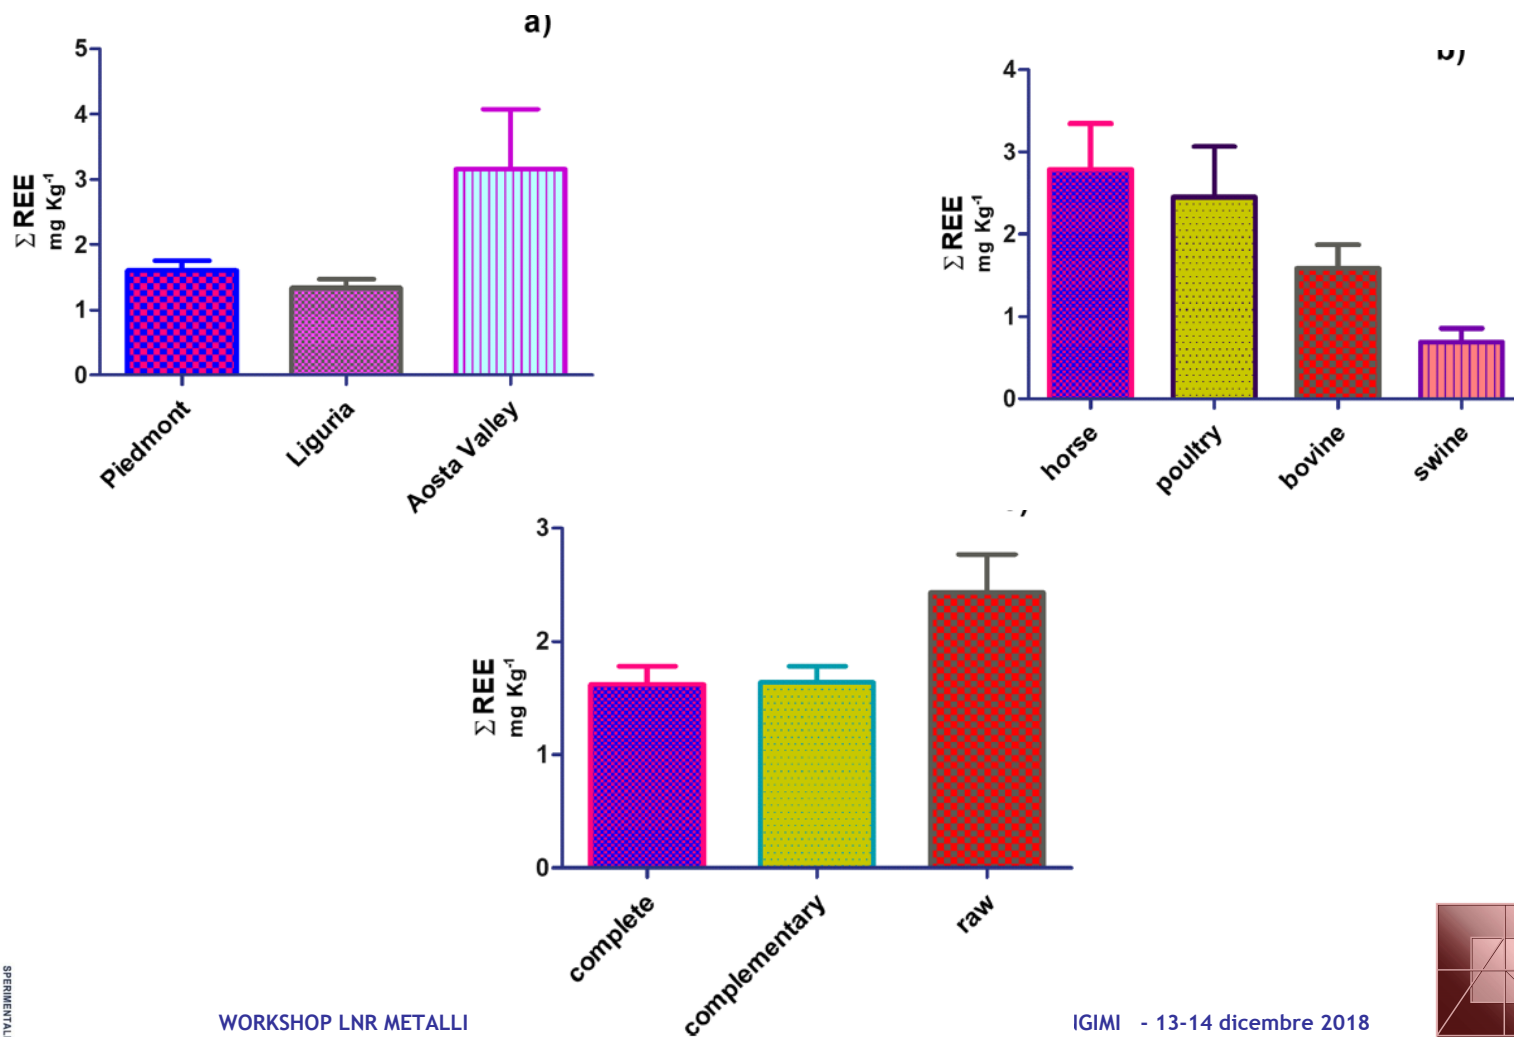 a)
5
4
3
2
1
0
Σ REE
mg Kg-1
Piedmont
Liguria
Aosta Valley
b)
4
3
2
1
0
Σ REE
mg Kg-1
horse
poultry
bovine
swine
3
2
1
0
Σ REE
mg Kg-1
complete
complementary
raw
SPERIMENTALI
WORKSHOP LNR METALLI
IGIMI - 13-14 dicembre 2018